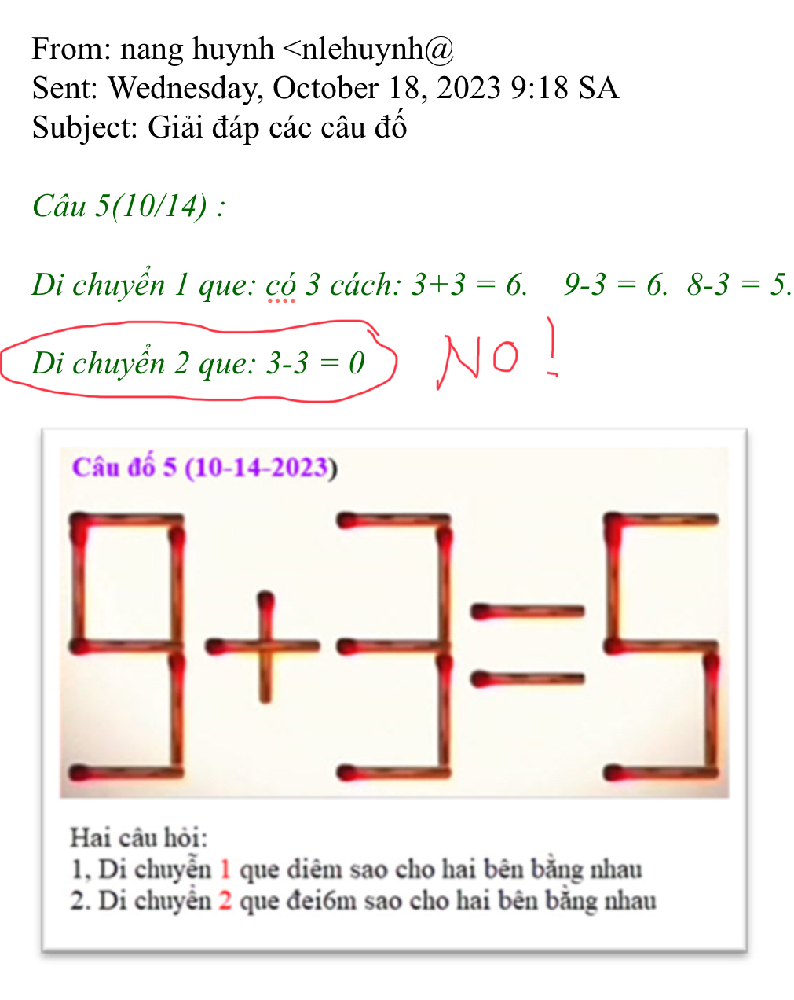 From: nang huynh <nlehuynh@
Sent: Wednesday, October 18, 2023 9:18 SA
Subject: Giải đáp các câu đố
Câu 5(10/14) :
Di chuyển 1 que: có 3 cách: 3+3 = 6. 9-3 = 6. 8-3 = 5.
Di chuyển 2 que: 3-3 = 0 NO!
Câu đố 5 (10-14-2023)
9+3=5
Hai câu hỏi:
1, Di chuyễn 1 que diêm sao cho hai bên bằng nhau
2. Di chuyển 2 que đei6m sao cho hai bên bằng nhau